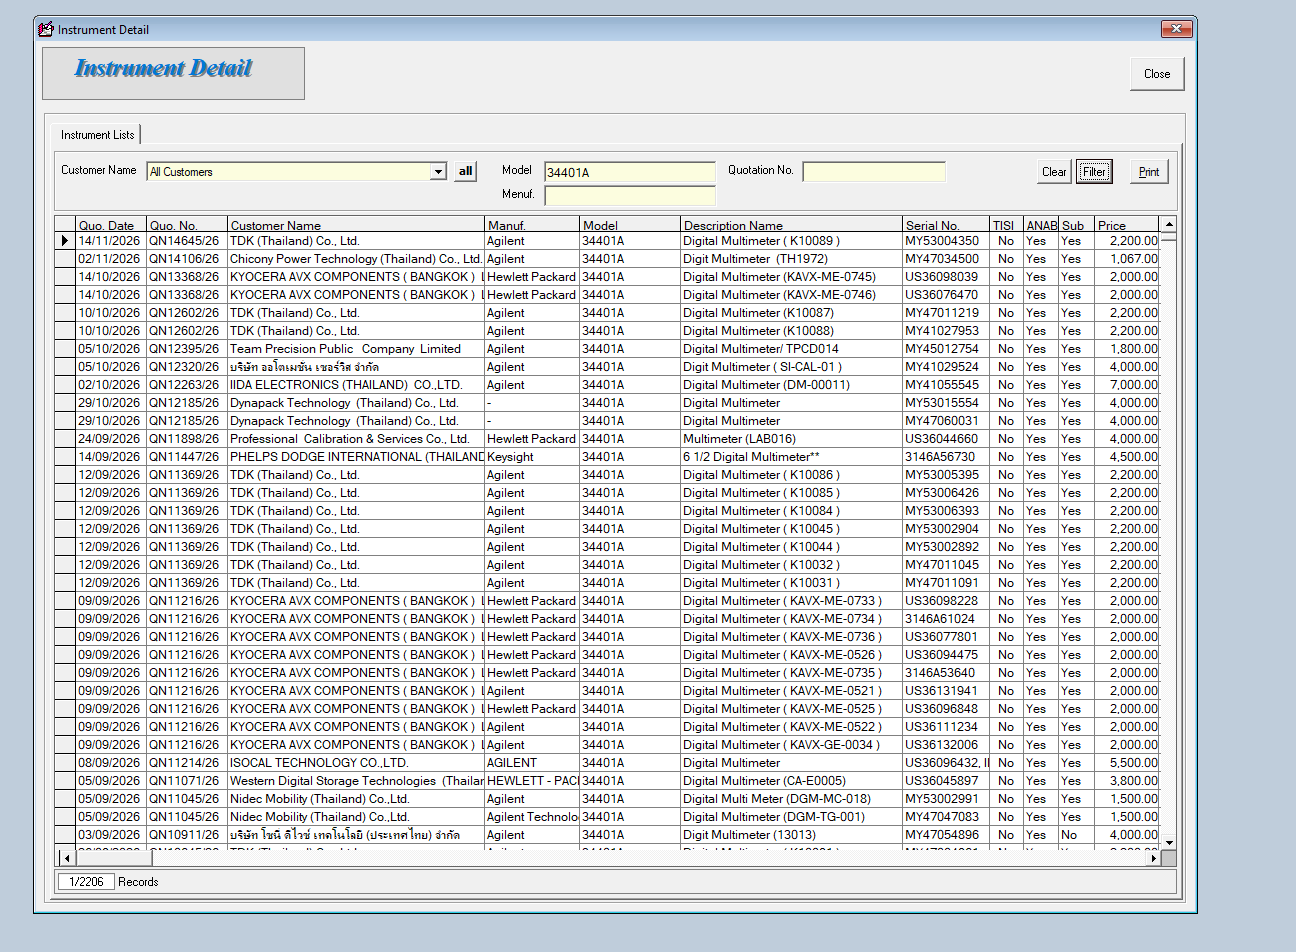 Instrument Detail
Instrument Detail
Close
Instrument Lists
Customer Name All Customers all Model 34401A Quotation No. Clear Filter Print
Menuf.
Quo. Date Quo. No. Customer Name Manuf. Model Description Name Serial No. TISI ANAB Sub Price
14/11/2026 QN14645/26 TDK (Thailand) Co., Ltd. Agilent 34401A Digital Multimeter ( K10089 ) MY53004350 No Yes Yes 2,200.00
02/11/2026 QN14106/26 Chicony Power Technology (Thailand) Co., Ltd. Agilent 34401A Digit Multimeter (TH1972) MY47034500 No Yes Yes 1,067.00
14/10/2026 QN13368/26 KYOCERA AVX COMPONENTS ( BANGKOK ) Hewlett Packard 34401A Digital Multimeter (KAVX-ME-0745) US36098039 No Yes Yes 2,000.00
14/10/2026 QN13368/26 KYOCERA AVX COMPONENTS ( BANGKOK ) Hewlett Packard 34401A Digital Multimeter (KAVX-ME-0746) US36076470 No Yes Yes 2,000.00
10/10/2026 QN12602/26 TDK (Thailand) Co., Ltd. Agilent 34401A Digital Multimeter (K10087) MY47011219 No Yes Yes 2,200.00
10/10/2026 QN12602/26 TDK (Thailand) Co., Ltd. Agilent 34401A Digital Multimeter (K10088) MY41027953 No Yes Yes 2,200.00
05/10/2026 QN12395/26 Team Precision Public Company Limited Agilent 34401A Digital Multimeter/ TPCD014 MY45012754 No Yes Yes 1,800.00
05/10/2026 QN12320/26 บริษัท ออโตเมชั่น เซอร์วิส จำกัด Agilent 34401A Digit Multimeter ( SI-CAL-01 ) MY41029524 No Yes Yes 4,000.00
02/10/2026 QN12263/26 IIDA ELECTRONICS (THAILAND) CO.,LTD. Agilent 34401A Digital Multimeter (DM-00011) MY41055545 No Yes Yes 7,000.00
29/10/2026 QN12185/26 Dynapack Technology (Thailand) Co., Ltd. - 34401A Digital Multimeter MY53015554 No Yes Yes 4,000.00
29/10/2026 QN12185/26 Dynapack Technology (Thailand) Co., Ltd. - 34401A Digital Multimeter MY47060031 No Yes Yes 4,000.00
24/09/2026 QN11898/26 Professional Calibration & Services Co., Ltd. Hewlett Packard 34401A Multimeter (LAB016) US36044660 No Yes Yes 4,000.00
14/09/2026 QN11447/26 PHELPS DODGE INTERNATIONAL (THAILAND Keysight 34401A 6 1/2 Digital Multimeter** 3146A56730 No Yes Yes 4,500.00
12/09/2026 QN11369/26 TDK (Thailand) Co., Ltd. Agilent 34401A Digital Multimeter ( K10086 ) MY53005395 No Yes Yes 2,200.00
12/09/2026 QN11369/26 TDK (Thailand) Co., Ltd. Agilent 34401A Digital Multimeter ( K10085 ) MY53006426 No Yes Yes 2,200.00
12/09/2026 QN11369/26 TDK (Thailand) Co., Ltd. Agilent 34401A Digital Multimeter ( K10084 ) MY53006393 No Yes Yes 2,200.00
12/09/2026 QN11369/26 TDK (Thailand) Co., Ltd. Agilent 34401A Digital Multimeter ( K10045 ) MY53002904 No Yes Yes 2,200.00
12/09/2026 QN11369/26 TDK (Thailand) Co., Ltd. Agilent 34401A Digital Multimeter ( K10044 ) MY53002892 No Yes Yes 2,200.00
12/09/2026 QN11369/26 TDK (Thailand) Co., Ltd. Agilent 34401A Digital Multimeter ( K10032 ) MY47011045 No Yes Yes 2,200.00
12/09/2026 QN11369/26 TDK (Thailand) Co., Ltd. Agilent 34401A Digital Multimeter ( K10031 ) MY47011091 No Yes Yes 2,200.00
09/09/2026 QN11216/26 KYOCERA AVX COMPONENTS ( BANGKOK ) Hewlett Packard 34401A Digital Multimeter ( KAVX-ME-0733 ) US36098228 No Yes Yes 2,000.00
09/09/2026 QN11216/26 KYOCERA AVX COMPONENTS ( BANGKOK ) Hewlett Packard 34401A Digital Multimeter ( KAVX-ME-0734 ) 3146A61024 No Yes Yes 2,000.00
09/09/2026 QN11216/26 KYOCERA AVX COMPONENTS ( BANGKOK ) Hewlett Packard 34401A Digital Multimeter ( KAVX-ME-0736 ) US36077801 No Yes Yes 2,000.00
09/09/2026 QN11216/26 KYOCERA AVX COMPONENTS ( BANGKOK ) Hewlett Packard 34401A Digital Multimeter ( KAVX-ME-0526 ) US36094475 No Yes Yes 2,000.00
09/09/2026 QN11216/26 KYOCERA AVX COMPONENTS ( BANGKOK ) Hewlett Packard 34401A Digital Multimeter ( KAVX-ME-0735 ) 3146A53640 No Yes Yes 2,000.00
09/09/2026 QN11216/26 KYOCERA AVX COMPONENTS ( BANGKOK ) Agilent 34401A Digital Multimeter ( KAVX-ME-0521 ) US36131941 No Yes Yes 2,000.00
09/09/2026 QN11216/26 KYOCERA AVX COMPONENTS ( BANGKOK ) Hewlett Packard 34401A Digital Multimeter ( KAVX-ME-0525 ) US36096848 No Yes Yes 2,000.00
09/09/2026 QN11216/26 KYOCERA AVX COMPONENTS ( BANGKOK ) Agilent 34401A Digital Multimeter ( KAVX-ME-0522 ) US36111234 No Yes Yes 2,000.00
09/09/2026 QN11216/26 KYOCERA AVX COMPONENTS ( BANGKOK ) Agilent 34401A Digital Multimeter ( KAVX-GE-0034 ) US36132006 No Yes Yes 2,000.00
08/09/2026 QN11214/26 ISOCAL TECHNOLOGY CO.,LTD. AGILENT 34401A Digital Multimeter US36096432, No Yes Yes 5,500.00
05/09/2026 QN11071/26 Western Digital Storage Technologies (Thailan HEWLETT - PAC 34401A Digital Multimeter (CA-E0005) US36045897 No Yes Yes 3,800.00
05/09/2026 QN11045/26 Nidec Mobility (Thailand) Co.,Ltd. Agilent 34401A Digital Multi Meter (DGM-MC-018) MY53002991 No Yes Yes 1,500.00
05/09/2026 QN11045/26 Nidec Mobility (Thailand) Co.,Ltd. Agilent Technolo 34401A Digital Multimeter (DGM-TG-001) MY47047083 No Yes Yes 1,500.00
03/09/2026 QN10911/26 บริษัท โซนี่ ดีไวซ์ เทคโนโลยี (ประเทศไทย) จำกัด Agilent 34401A Digit Multimeter (13013) MY47054896 No Yes No 4,000.00
1/2206 Records